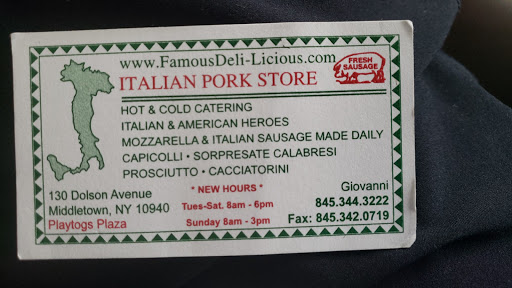 www.FamousDeli-Licious.com
ITALIAN PORK STORE
FRESH
SAUSAGE
HOT & COLD CATERING
ITALIAN & AMERICAN HEROES
MOZZARELLA & ITALIAN SAUSAGE MADE DAILY
CAPICOLLI • SORPRESATE CALABRESI
PROSCIUTTO • CACCIATORINI
130 Dolson Avenue
Middletown, NY 10940
Playtogs Plaza
* NEW HOURS *
Tues-Sat. 8am - 6pm
Sunday 8am - 3pm
Giovanni
845.344.3222
Fax: 845.342.0719